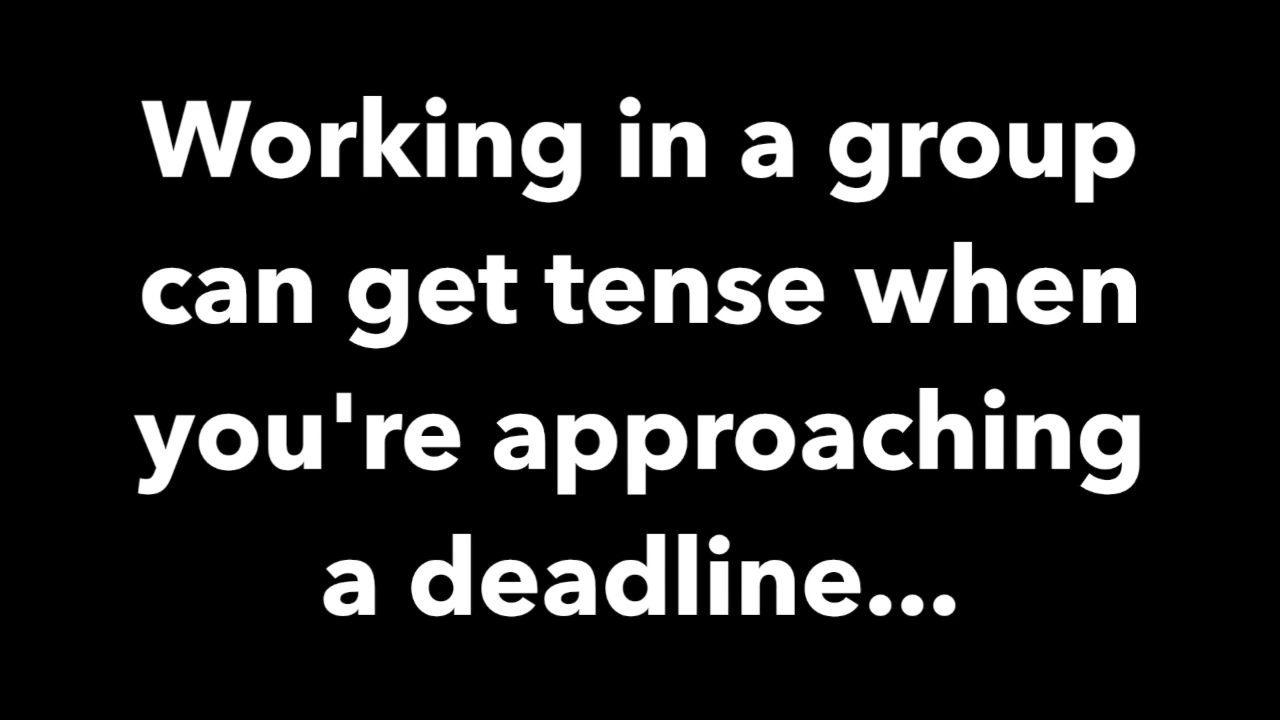 Working in a group
can get tense when
you're approaching
a deadline...